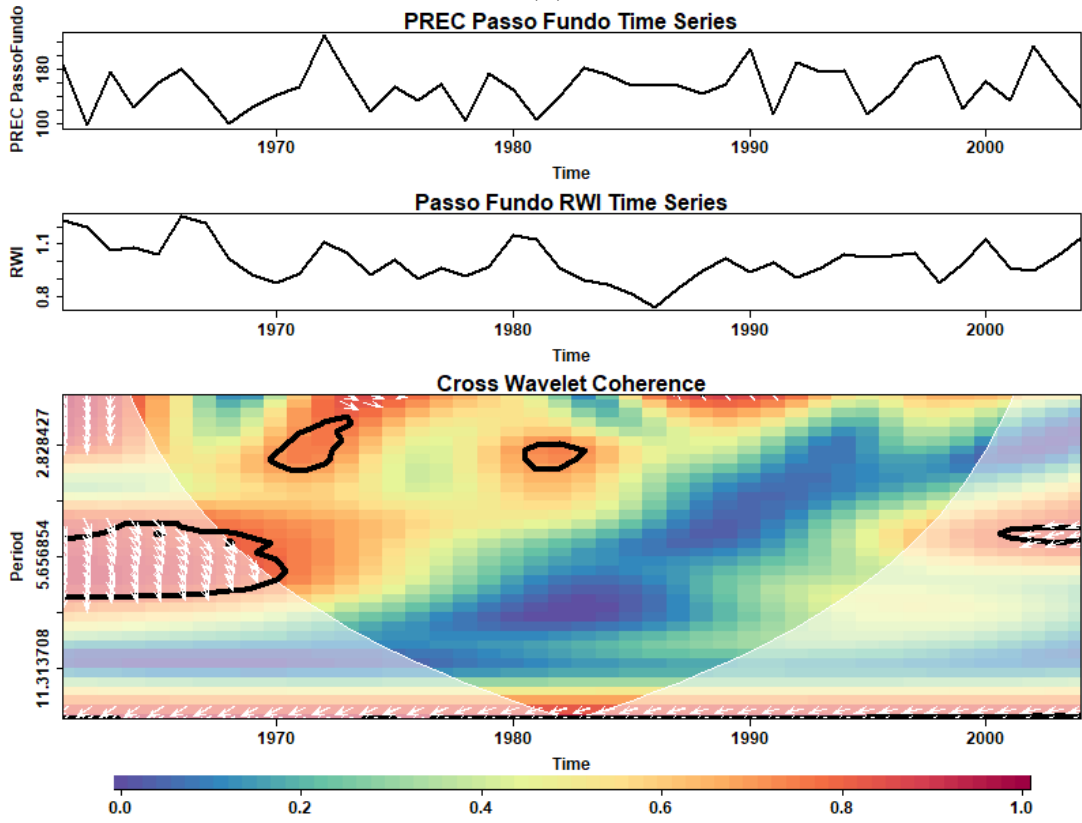 PREC Passo Fundo Time Series
PREC PassoFundo
180
100
1970
1980
1990
2000
Time
Passo Fundo RWI Time Series
RWI
1.1
0.8
1970
1980
1990
2000
Time
Cross Wavelet Coherence
Period
2.828427
5.656854
11.313708
1970
1980
1990
2000
Time
0.0
0.2
0.4
0.6
0.8
1.0